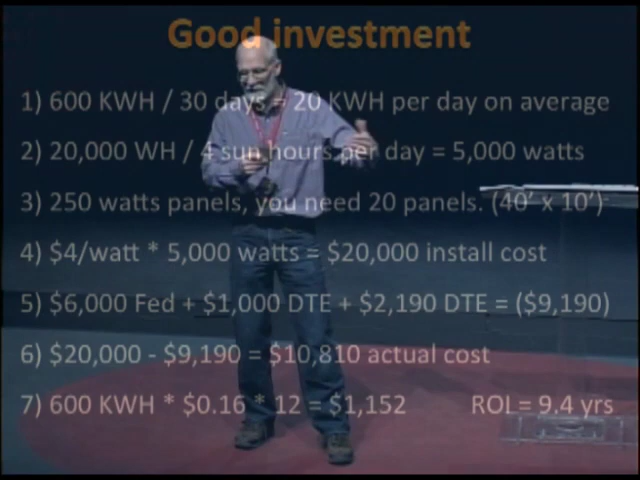 Good investment
1) 600 KWH / 30 days = 20 KWH per day on average
2) 20,000 WH / 4 sun hours per day = 5,000 watts
3) 250 watts panels, you need 20 panels. (40' x 10')
4) $4/watt * 5,000 watts = $20,000 install cost
5) $6,000 Fed + $1,000 DTE + $2,190 DTE = ($9,190)
6) $20,000 - $9,190 = $10,810 actual cost
7) 600 KWH * $0.16 * 12 = $1,152 ROI = 9.4 yrs